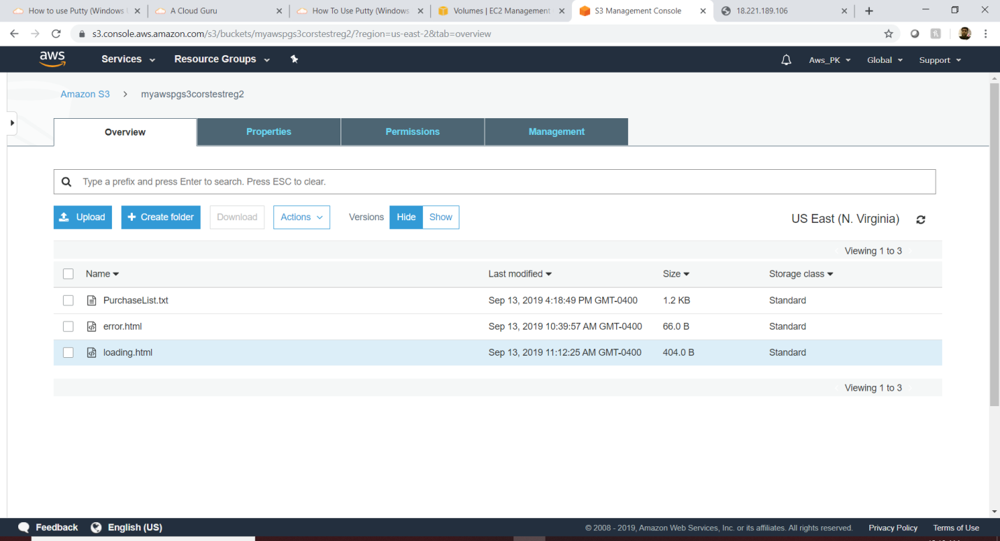 How to use Putty (Windows
A Cloud Guru
How To Use Putty (Windows
Volumes | EC2 Management
S3 Management Console
18.221.189.106
s3.console.aws.amazon.com/s3/buckets/myawspgs3corstestreg2/?region=us-east-2&tab=overview
aws
Services
Resource Groups
Aws_PK
Global
Support
Amazon S3 > myawspgs3corstestreg2
Overview
Properties
Permissions
Management
Type a prefix and press Enter to search. Press ESC to clear.
Upload
+ Create folder
Download
Actions
Versions
Hide
Show
US East (N. Virginia)
Viewing 1 to 3
Name Last modified Size Storage class
PurchaseList.txt Sep 13, 2019 4:18:49 PM GMT-0400 1.2 KB Standard
error.html Sep 13, 2019 10:39:57 AM GMT-0400 66.0 B Standard
loading.html Sep 13, 2019 11:12:25 AM GMT-0400 404.0 B Standard
Viewing 1 to 3
Feedback
English (US)
© 2008 - 2019, Amazon Web Services, Inc. or its affiliates. All rights reserved.
Privacy Policy
Terms of Use